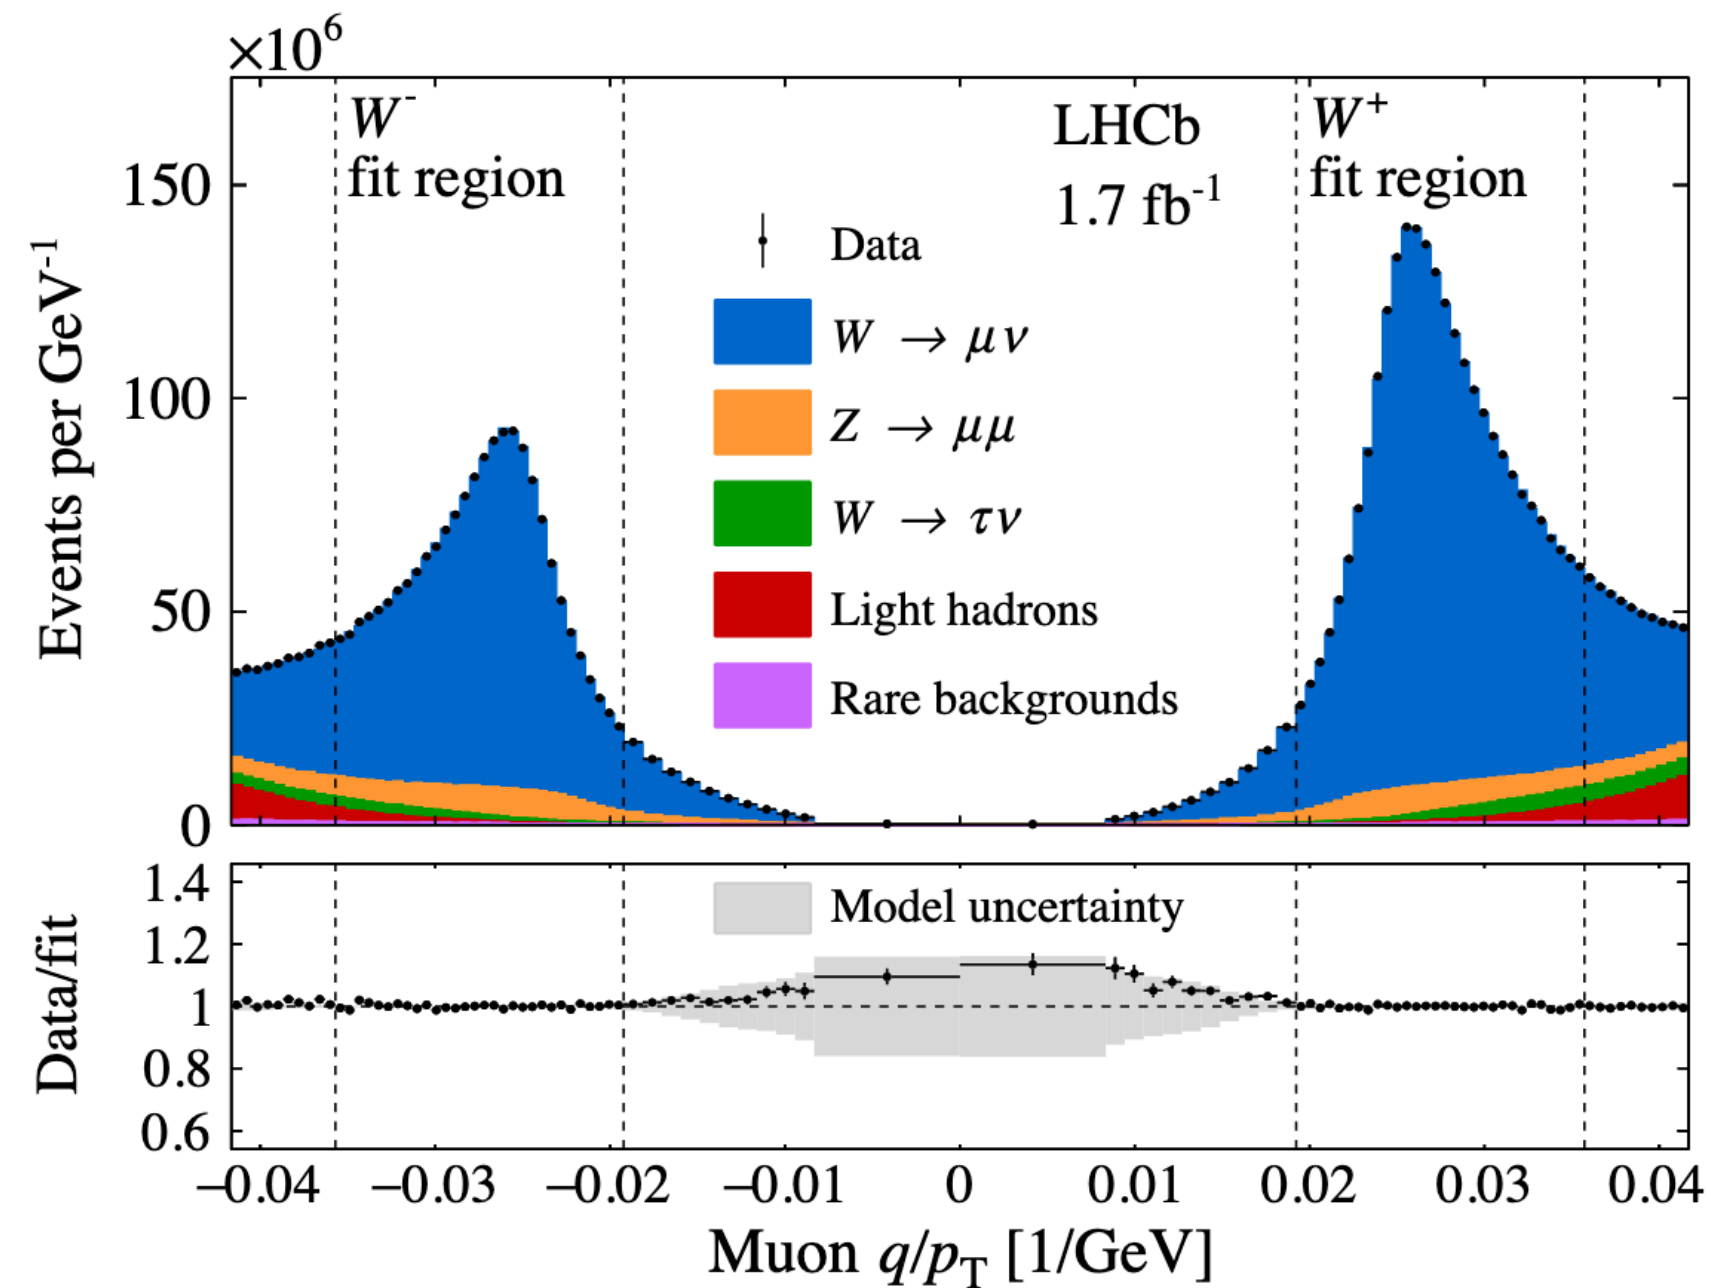 ×10⁶
Events per GeV⁻¹
150
100
50
0
W⁻
fit region
LHCb
1.7 fb⁻¹
W⁺
fit region
Data
W → μν
Z → μμ
W → τν
Light hadrons
Rare backgrounds
Data/fit
1.4
1.2
1
0.8
0.6
Model uncertainty
−0.04 −0.03 −0.02 −0.01 0 0.01 0.02 0.03 0.04
Muon q/p_T [1/GeV]